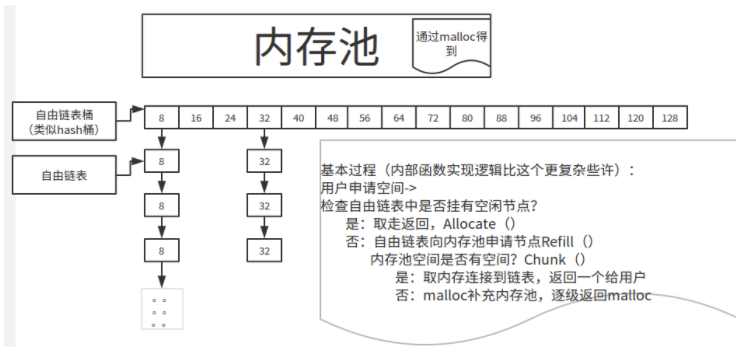 内存池
通过malloc得
到
自由链表桶
（类似hash桶）
8 16 24 32 40 48 56 64 72 80 88 96 104 112 120 128
自由链表
8 32
8 32
8 32
基本过程（内部函数实现逻辑比这个更复杂些许）：
用户申请空间->
检查自由链表中是否挂有空闲节点？
是：取走返回，Allocate（）
否：自由链表向内存池申请节点Refill（）
内存池空间是否有空间？Chunk（）
是：取内存连接到链表，返回一个给用户
否：malloc补充内存池，逐级返回malloc